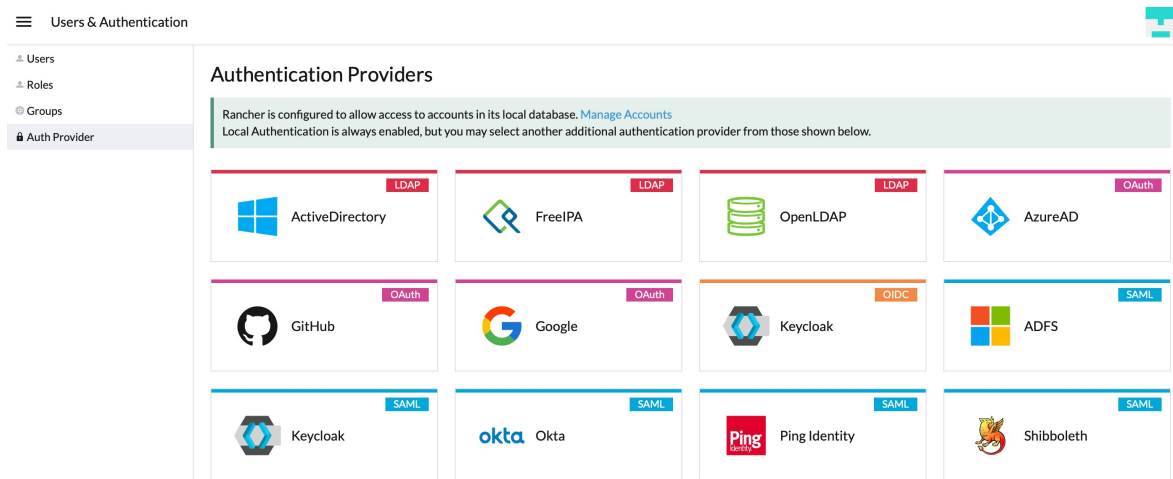 Users & Authentication
Users
Roles
Groups
Auth Provider
Authentication Providers
Rancher is configured to allow access to accounts in its local database. Manage Accounts
Local Authentication is always enabled, but you may select another additional authentication provider from those shown below.
LDAP
ActiveDirectory
LDAP
FreeIPA
LDAP
OpenLDAP
OAuth
AzureAD
OAuth
GitHub
OAuth
Google
OIDC
Keycloak
SAML
ADFS
SAML
Keycloak
SAML
okta Okta
SAML
Ping
Identity
Ping Identity
SAML
Shibboleth